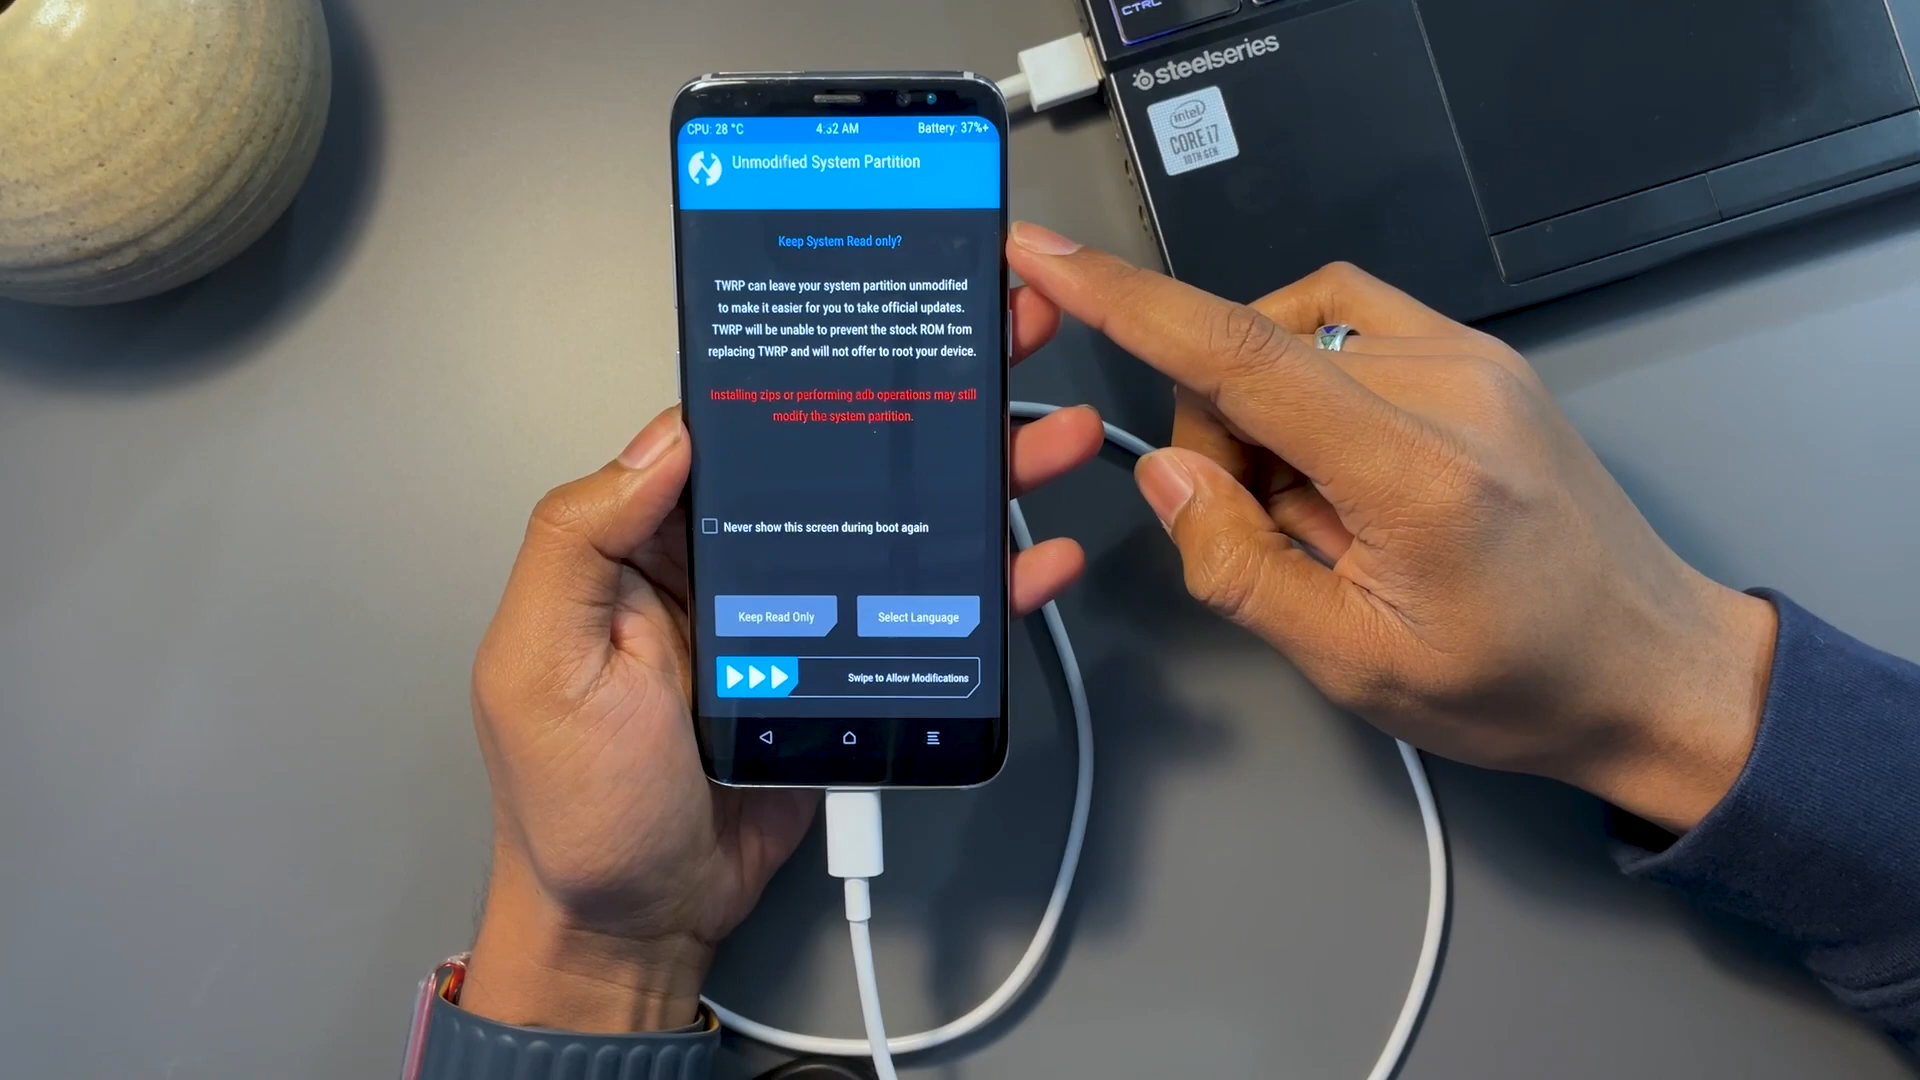 CTRL
steelseries
intel
CORE i7
10TH GEN
CPU: 28 °C 4:52 AM Battery: 37%+
Unmodified System Partition
Keep System Read only?
TWRP can leave your system partition unmodified
to make it easier for you to take official updates.
TWRP will be unable to prevent the stock ROM from
replacing TWRP and will not offer to root your device.
Installing zips or performing adb operations may still
modify the system partition.
Never show this screen during boot again
Keep Read Only Select Language
Swipe to Allow Modifications